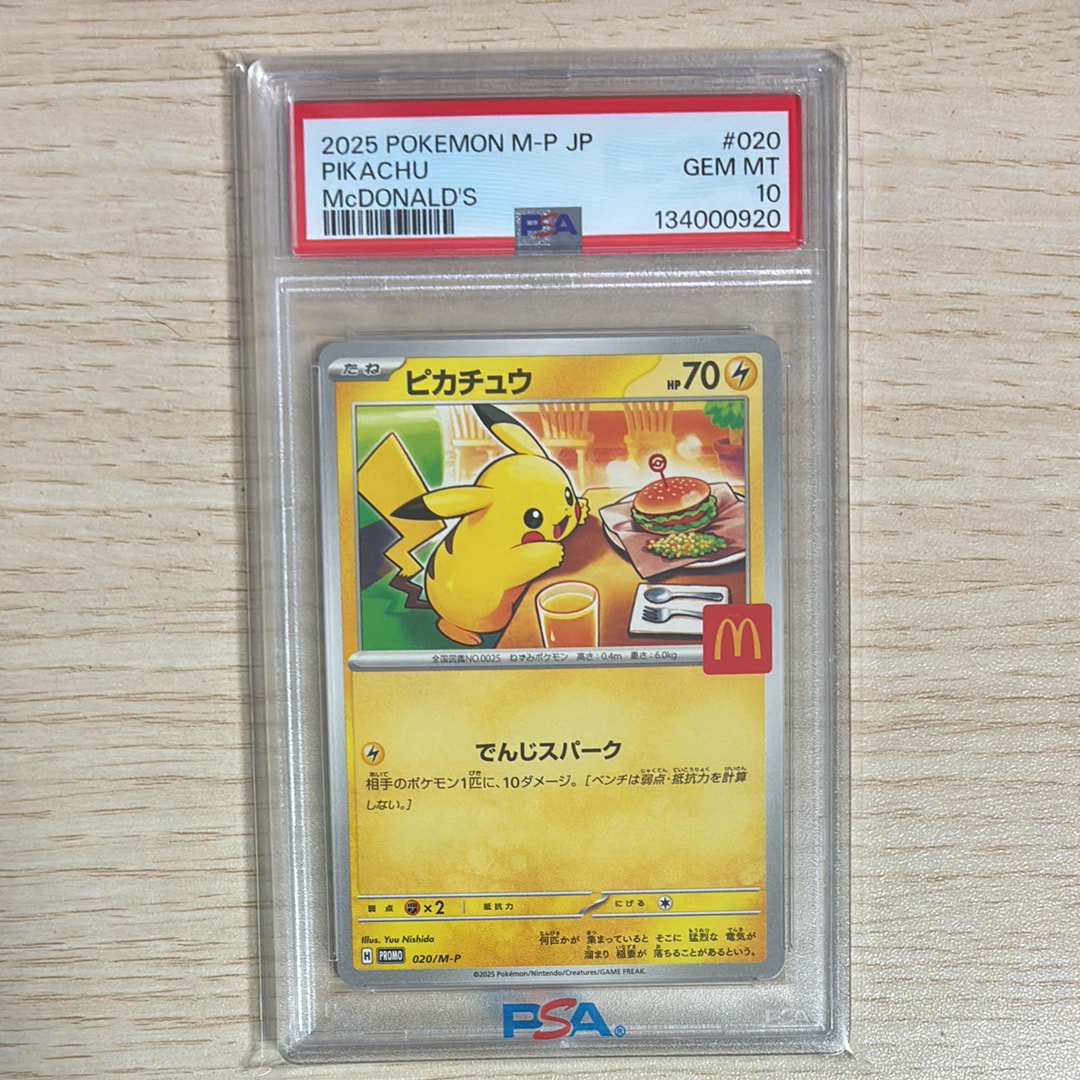 2025 POKEMON M-P JP #020
PIKACHU GEM MT
McDONALD'S 10
134000920
PSA
たね ピカチュウ HP 70
全国図鑑NO.0025 ねずみポケモン 高さ:0.4m 重さ:6.0kg
でんじスパーク
相手のポケモン1匹に、10ダメージ。[ベンチは弱点・抵抗力を計算
しない。]
弱点 ×2 抵抗力 にげる
Illus. Yuu Nishida
何匹かが 集まっていると そこに 猛烈な 電気が
溜まり 稲妻が 落ちることがあるという。
H PROMO 020/M-P
©2025 Pokémon/Nintendo/Creatures/GAME FREAK.
PSA®
PSA